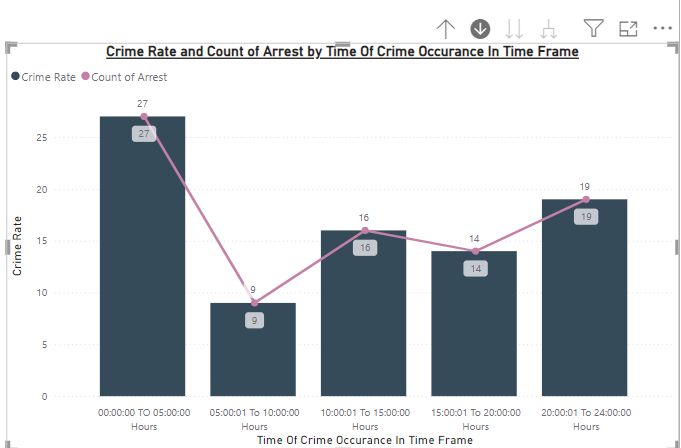 Crime Rate and Count of Arrest by Time Of Crime Occurance In Time Frame
Crime Rate Count of Arrest
27
27
25
20
19
19
16
16
15
14
14
10
9
9
5
0
Crime Rate
00:00:00 TO 05:00:00 05:00:01 To 10:00:00 10:00:01 To 15:00:00 15:00:01 To 20:00:00 20:00:01 To 24:00:00
Hours Hours Hours Hours Hours
Time Of Crime Occurance In Time Frame